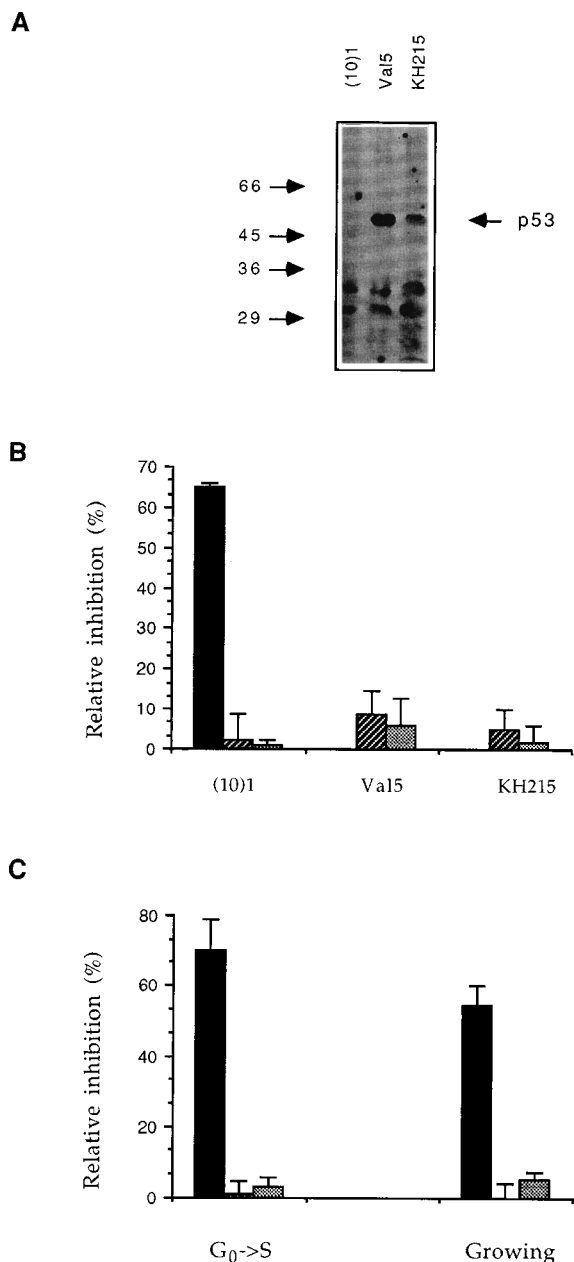 A
(10)1
Val5
KH215
66
45
36
29
p53
B
Relative inhibition (%)
70
60
50
40
30
20
10
0
(10)1
Val5
KH215
C
Relative inhibition (%)
80
60
40
20
0
G₀->S
Growing